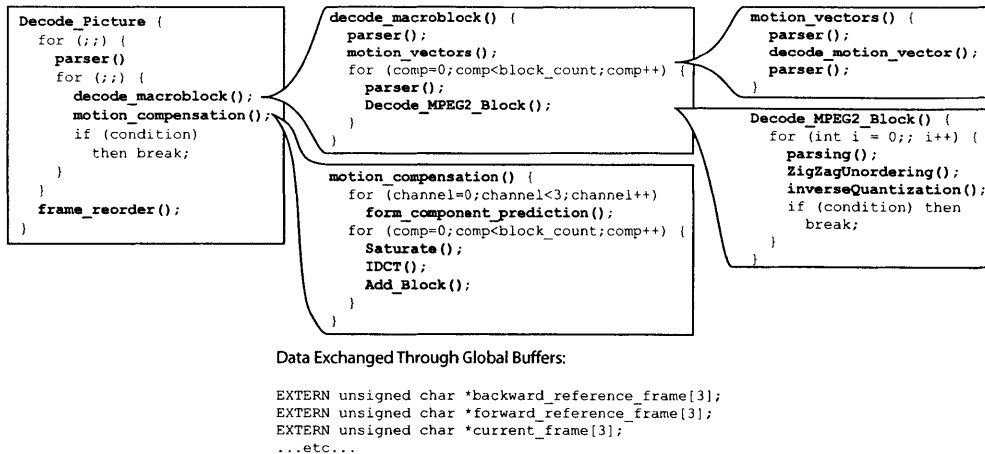 Decode_Picture {
for (;;) {
parser()
for (;;) {
decode_macroblock();
motion_compensation();
if (condition)
then break;
}
}
frame_reorder();
}
decode_macroblock() {
parser();
motion_vectors();
for (comp=0;comp<block_count;comp++) {
parser();
Decode_MPEG2_Block();
}
}
motion_compensation() {
for (channel=0;channel<3;channel++)
form_component_prediction();
for (comp=0;comp<block_count;comp++) {
Saturate();
IDCT();
Add_Block();
}
}
motion_vectors() {
parser();
decode_motion_vector();
parser();
}
Decode_MPEG2_Block() {
for (int i = 0;; i++) {
parsing();
ZigZagUnordering();
inverseQuantization();
if (condition) then
break;
}
}
Data Exchanged Through Global Buffers:
EXTERN unsigned char *backward_reference_frame[3];
EXTERN unsigned char *forward_reference_frame[3];
EXTERN unsigned char *current_frame[3];
...etc...